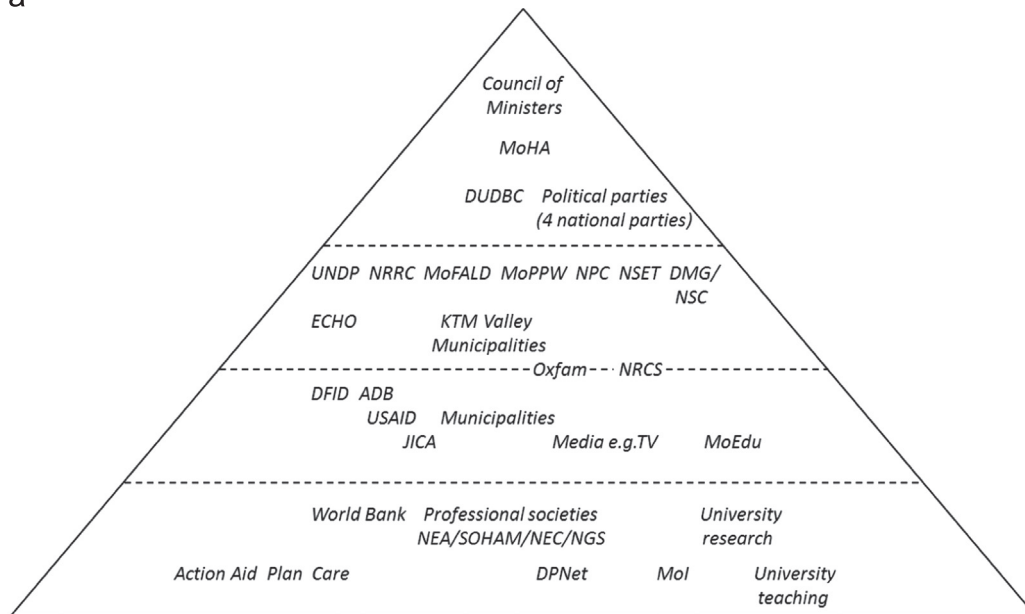 a
Council of
Ministers
MoHA
DUDBC Political parties
(4 national parties)
UNDP NRRC MoFALD MoPPW NPC NSET DMG/
NSC
ECHO KTM Valley
Municipalities
Oxfam NRCS
DFID ADB
USAID Municipalities
JICA Media e.g.TV MoEdu
World Bank Professional societies University
NEA/SOHAM/NEC/NGS research
Action Aid Plan Care DPNet MoI University
teaching